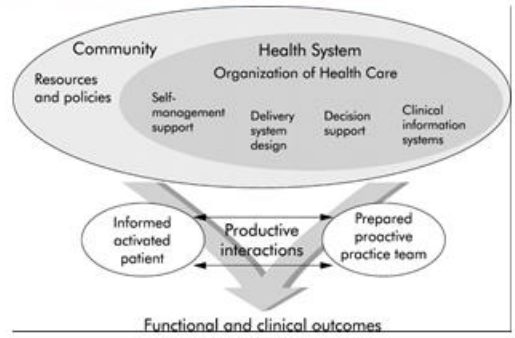 Community
Health System
Organization of Health Care
Resources
and policies
Self-
management
support
Delivery
system
design
Decision
support
Clinical
information
systems
Informed
activated
patient
Productive
interactions
Prepared
proactive
practice team
Functional and clinical outcomes